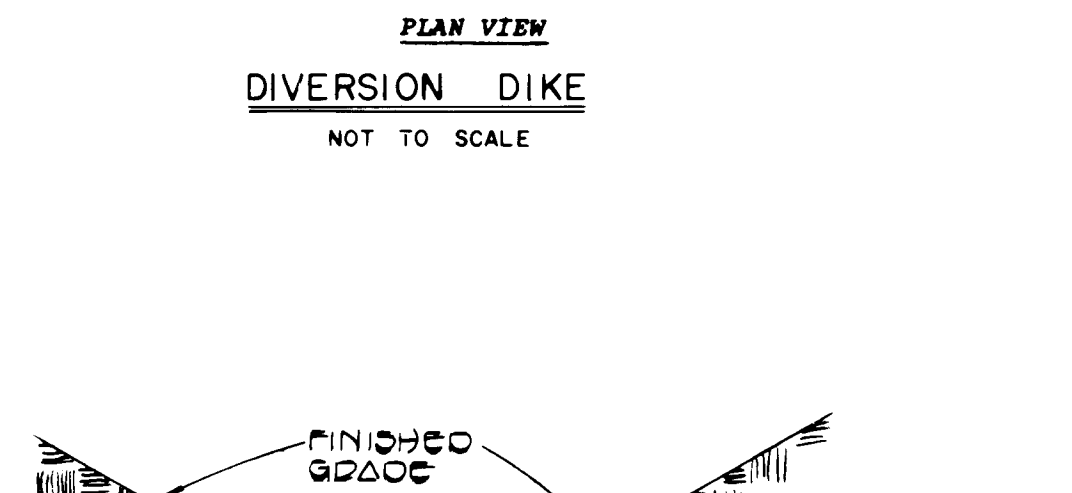 PLAN VIEW
DIVERSION DIKE
NOT TO SCALE
FINISHED
GRADE